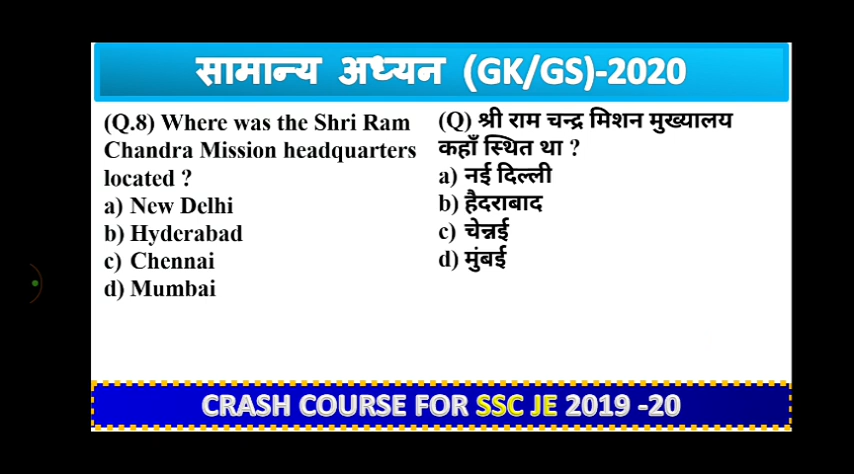 सामान्य अध्यन (GK/GS)-2020
(Q.8) Where was the Shri Ram
Chandra Mission headquarters
located ?
a) New Delhi
b) Hyderabad
c) Chennai
d) Mumbai
(Q) श्री राम चन्द्र मिशन मुख्यालय
कहाँ स्थित था ?
a) नई दिल्ली
b) हैदराबाद
c) चेन्नई
d) मुंबई
CRASH COURSE FOR SSC JE 2019 -20